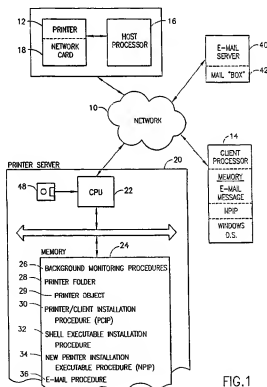 12
16
PRINTER
NETWORK
CARD
HOST
PROCESSOR
18
40
E-MAIL
SERVER
MAIL "BOX"
42
10
NETWORK
14
CLIENT
PROCESSOR
MEMORY
E-MAIL
MESSAGE
NPIP
WINDOWS
O.S.
PRINTER SERVER
20
48
CPU
22
MEMORY
24
26
BACKGROUND MONITORING PROCEDURES
28
PRINTER FOLDER
29
PRINTER OBJECT
30
PRINTER/CLIENT INSTALLATION
PROCEDURE (PCIP)
32
SHELL EXECUTABLE INSTALLATION
PROCEDURE
34
NEW PRINTER INSTALLATION
EXECUTABLE PROCEDURE (NPIP)
36
E-MAIL PROCEDURE
FIG.1